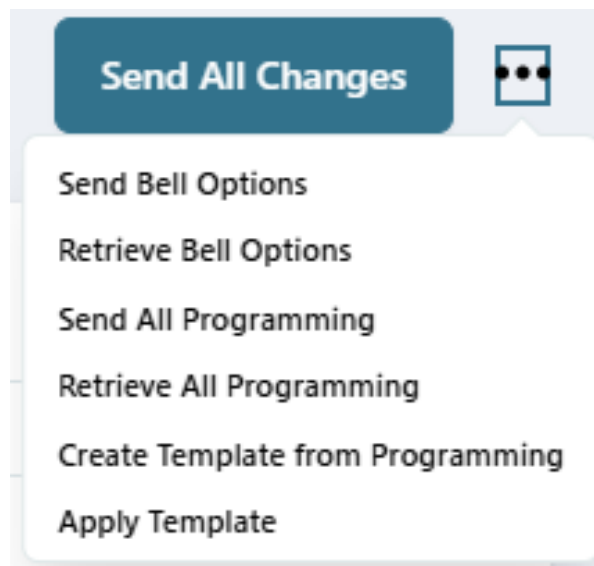 Send All Changes
Send Bell Options
Retrieve Bell Options
Send All Programming
Retrieve All Programming
Create Template from Programming
Apply Template